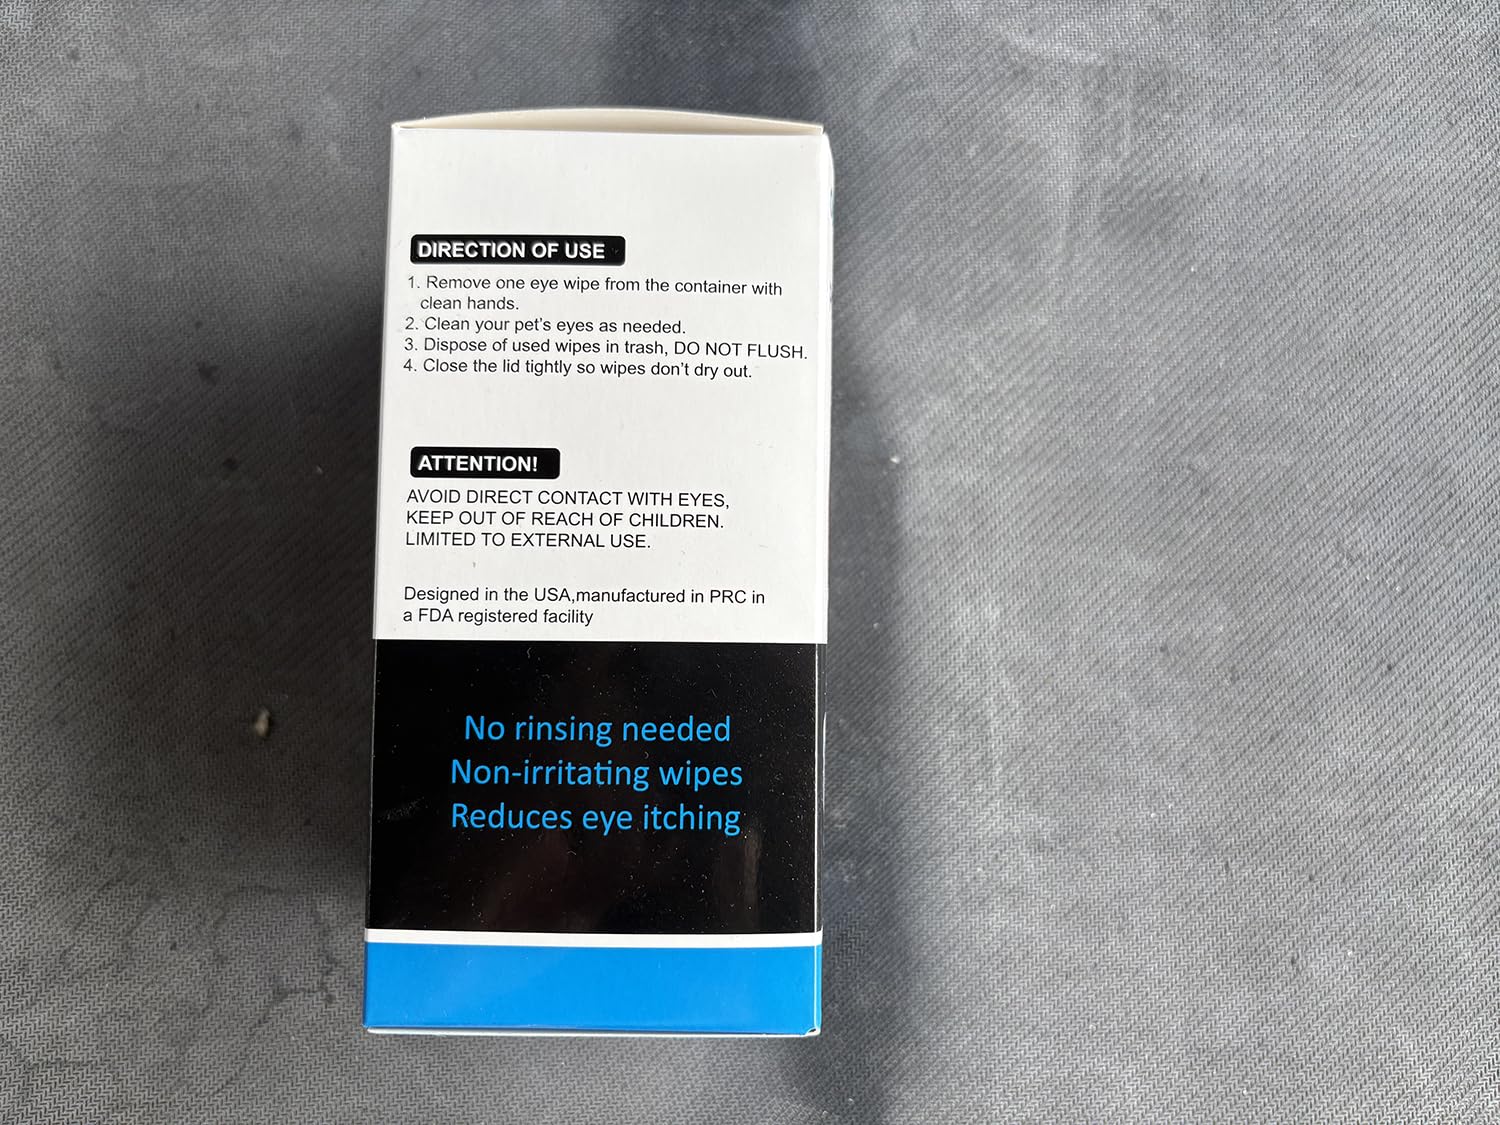 DIRECTION OF USE
1. Remove one eye wipe from the container with
clean hands.
2. Clean your pet's eyes as needed.
3. Dispose of used wipes in trash, DO NOT FLUSH.
4. Close the lid tightly so wipes don't dry out.
ATTENTION!
AVOID DIRECT CONTACT WITH EYES,
KEEP OUT OF REACH OF CHILDREN.
LIMITED TO EXTERNAL USE.
Designed in the USA,manufactured in PRC in
a FDA registered facility
No rinsing needed
Non-irritating wipes
Reduces eye itching